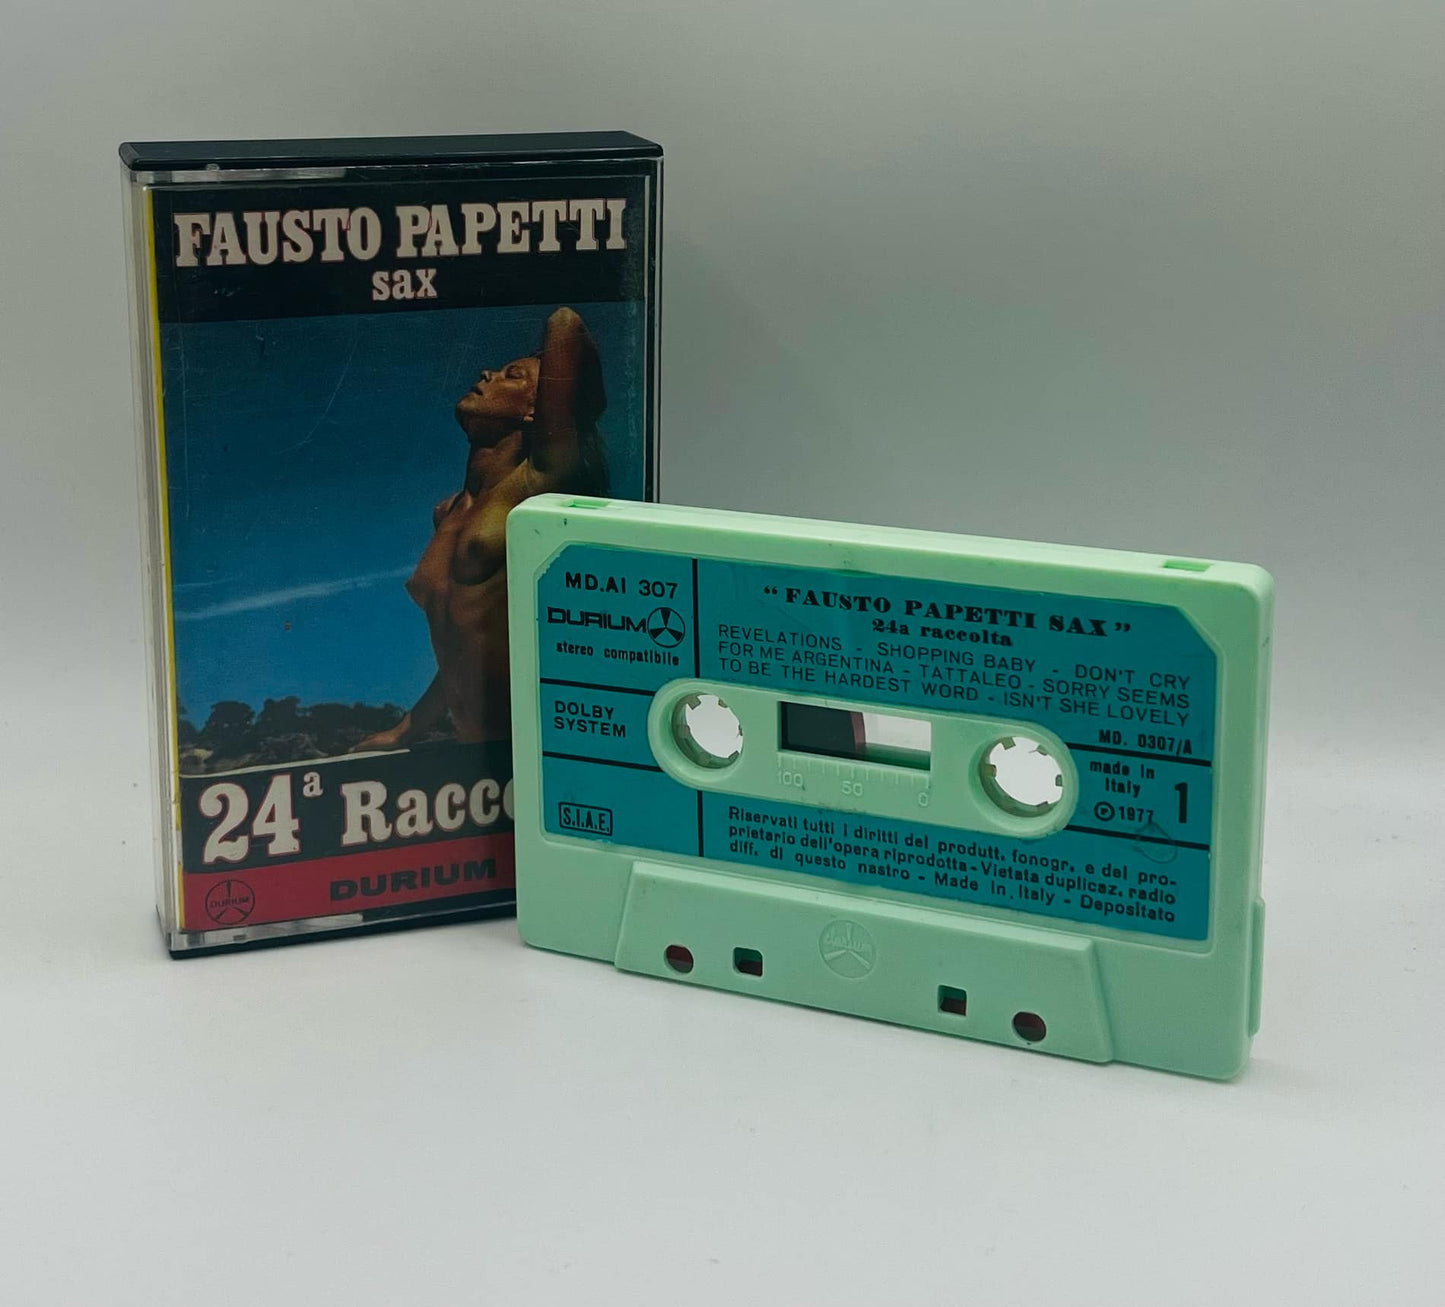 FAUSTO PAPETTI
sax
24ª Racco
DURIUM
DURIUM
MD.AI 307
DURIUM
stereo compatibile
DOLBY
SYSTEM
S.I.A.E.
“FAUSTO PAPETTI SAX”
24a raccolta
REVELATIONS - SHOPPING BABY - DON'T CRY
FOR ME ARGENTINA - TATTALEO - SORRY SEEMS
TO BE THE HARDEST WORD - ISN'T SHE LOVELY
MD. 0307/A
made in
Italy
1
Ⓟ 1977
100 50 0
Riservati tutti i diritti del produtt. fonogr. e del pro-
prietario dell'opera riprodotta - Vietata duplicaz. radio
diff. di questo nastro - Made in Italy - Depositato
durium